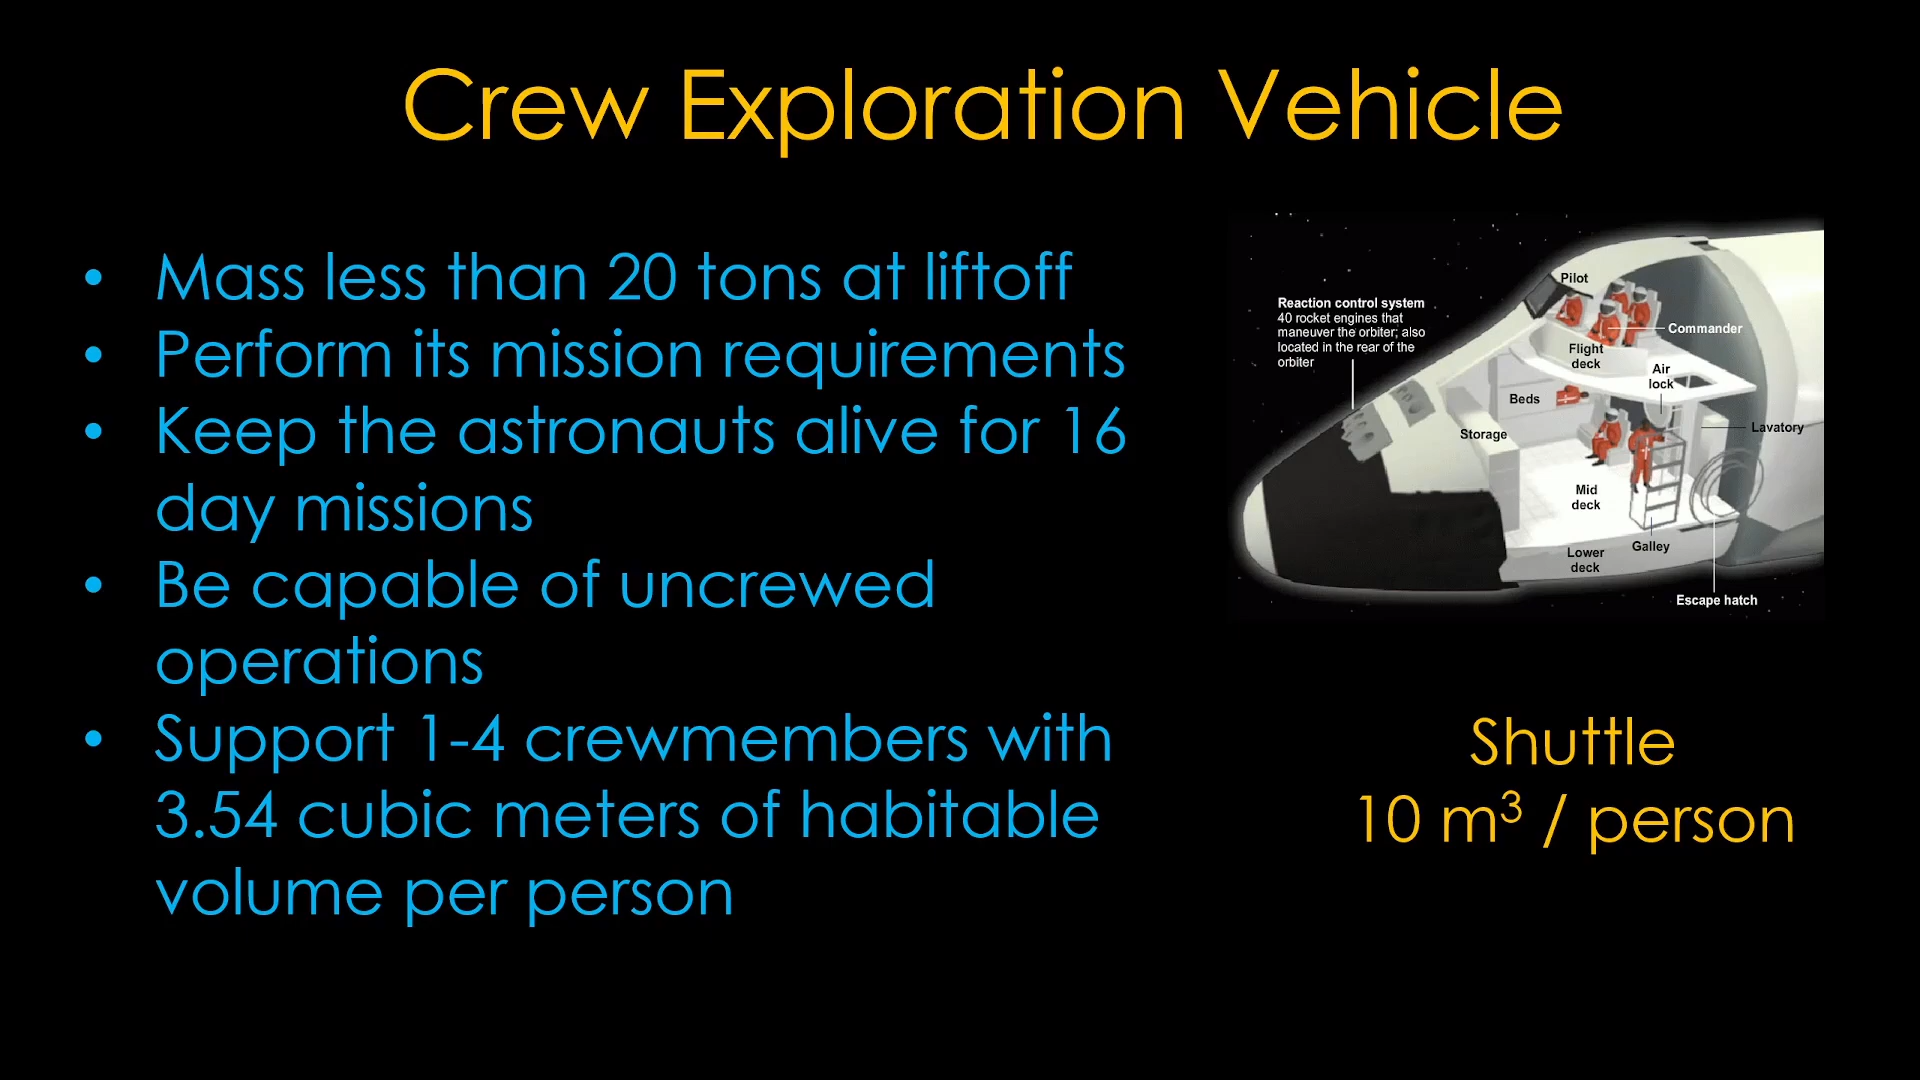 Crew Exploration Vehicle
• Mass less than 20 tons at liftoff
• Perform its mission requirements
• Keep the astronauts alive for 16
day missions
• Be capable of uncrewed
operations
• Support 1-4 crewmembers with
3.54 cubic meters of habitable
volume per person
Reaction control system
40 rocket engines that
maneuver the orbiter; also
located in the rear of the
orbiter
Pilot
Commander
Flight
deck
Air
lock
Beds
Storage
Lavatory
Mid
deck
Galley
Lower
deck
Escape hatch
Shuttle
10 m³ / person